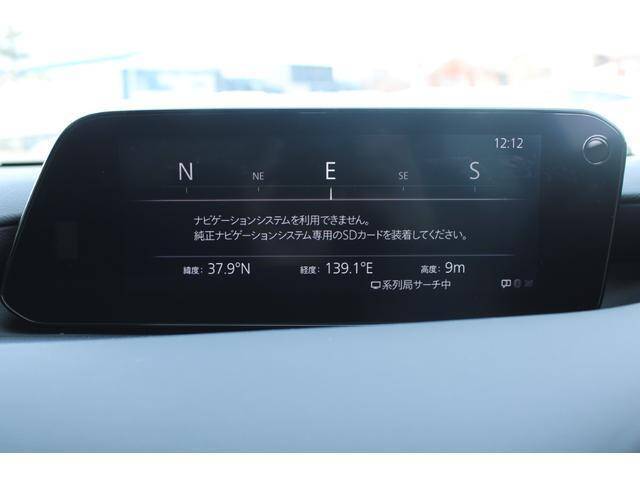 12:12
N NE E SE S
ナビゲーションシステムを利用できません。
純正ナビゲーションシステム専用のSDカードを装着してください。
緯度: 37.9°N 経度: 139.1°E 高度: 9m
系列局サーチ中